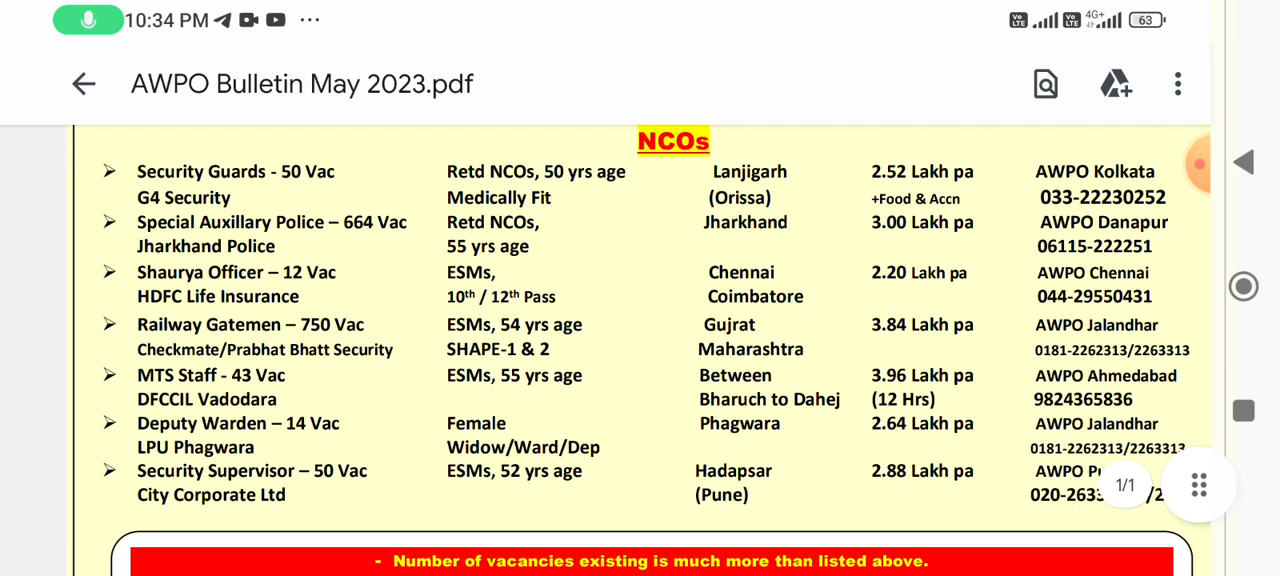 10:34 PM
4G+ 63
AWPO Bulletin May 2023.pdf
NCOs
Security Guards - 50 Vac Retd NCOs, 50 yrs age Lanjigarh 2.52 Lakh pa AWPO Kolkata
G4 Security Medically Fit (Orissa) +Food & Accn 033-22230252
Special Auxillary Police – 664 Vac Retd NCOs, Jharkhand 3.00 Lakh pa AWPO Danapur
Jharkhand Police 55 yrs age 06115-222251
Shaurya Officer – 12 Vac ESMs, Chennai 2.20 Lakh pa AWPO Chennai
HDFC Life Insurance 10th / 12th Pass Coimbatore 044-29550431
Railway Gatemen – 750 Vac ESMs, 54 yrs age Gujrat 3.84 Lakh pa AWPO Jalandhar
Checkmate/Prabhat Bhatt Security SHAPE-1 & 2 Maharashtra 0181-2262313/2263313
MTS Staff - 43 Vac ESMs, 55 yrs age Between 3.96 Lakh pa AWPO Ahmedabad
DFCCIL Vadodara Bharuch to Dahej (12 Hrs) 9824365836
Deputy Warden – 14 Vac Female Phagwara 2.64 Lakh pa AWPO Jalandhar
LPU Phagwara Widow/Ward/Dep 0181-2262313/2263313
Security Supervisor – 50 Vac ESMs, 52 yrs age Hadapsar 2.88 Lakh pa AWPO
City Corporate Ltd (Pune) 020-263
1/1
- Number of vacancies existing is much more than listed above.